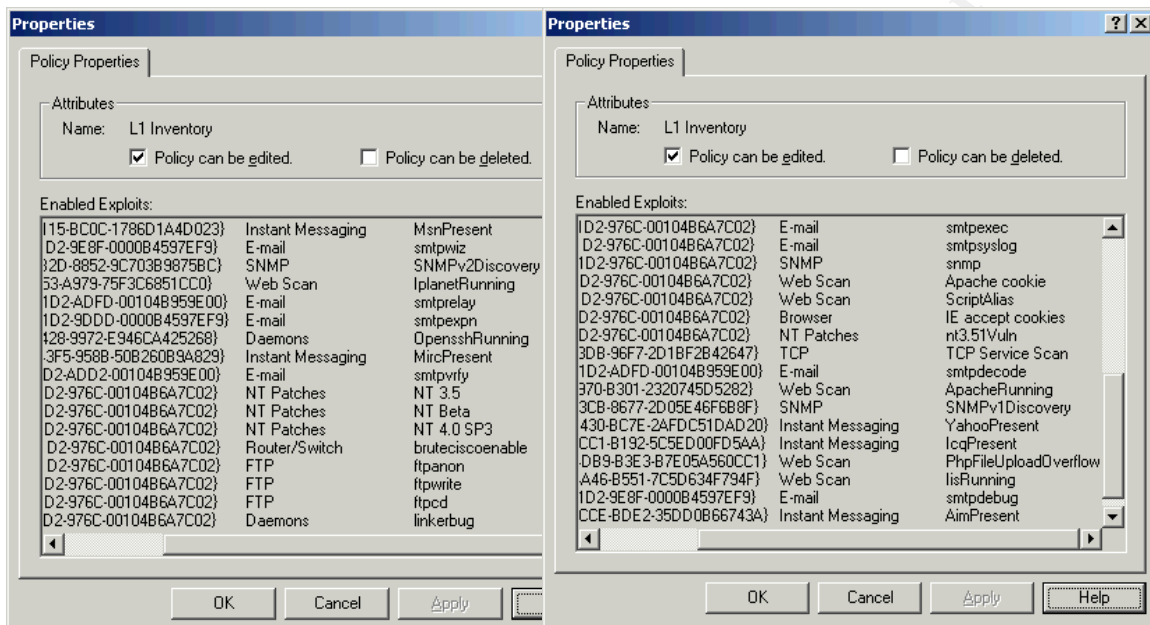 Properties
Policy Properties
Attributes
Name: L1 Inventory
Policy can be edited. Policy can be deleted.
Enabled Exploits:
I15-BC0C-1786D1A4D023} Instant Messaging MsnPresent
D2-9E8F-0000B4597EF9} E-mail smtpwiz
32D-8852-9C703B9875BC} SNMP SNMPv2Discovery
53-A979-75F3C6851CC0} Web Scan IplanetRunning
1D2-ADFD-00104B959E00} E-mail smtprelay
1D2-9DDD-0000B4597EF9} E-mail smtpexpn
428-9972-E946CA425268} Daemons OpensshRunning
3F5-958B-50B260B9A829} Instant Messaging MircPresent
D2-ADD2-00104B959E00} E-mail smtpvrfy
D2-976C-00104B6A7C02} NT Patches NT 3.5
D2-976C-00104B6A7C02} NT Patches NT Beta
D2-976C-00104B6A7C02} NT Patches NT 4.0 SP3
D2-976C-00104B6A7C02} Router/Switch bruteciscoenable
D2-976C-00104B6A7C02} FTP ftpanon
D2-976C-00104B6A7C02} FTP ftpwrite
D2-976C-00104B6A7C02} FTP ftpcd
D2-976C-00104B6A7C02} Daemons linkerbug
OK Cancel Apply
Properties
Policy Properties
Attributes
Name: L1 Inventory
Policy can be edited. Policy can be deleted.
Enabled Exploits:
1D2-976C-00104B6A7C02} E-mail smtpexec
D2-976C-00104B6A7C02} E-mail smtpsyslog
1D2-976C-00104B6A7C02} SNMP snmp
D2-976C-00104B6A7C02} Web Scan Apache cookie
D2-976C-00104B6A7C02} Web Scan ScriptAlias
D2-976C-00104B6A7C02} Browser IE accept cookies
D2-976C-00104B6A7C02} NT Patches nt3.51Vuln
3DB-96F7-2D1BF2B42647} TCP TCP Service Scan
1D2-ADFD-00104B959E00} E-mail smtpdecode
970-B301-2320745D5282} Web Scan ApacheRunning
3CB-8677-2D05E46F6B8F} SNMP SNMPv1Discovery
430-BC7E-2AFDC51DAD20} Instant Messaging YahooPresent
CC1-B192-5C5ED00FD5AA} Instant Messaging IcqPresent
-DB9-B3E3-B7E05A560CC1} Web Scan PhpFileUploadOverflow
-A46-B551-7C5D634F794F} Web Scan IisRunning
1D2-9E8F-0000B4597EF9} E-mail smtpdebug
CCE-BDE2-35DD0B66743A} Instant Messaging AimPresent
OK Cancel Apply Help